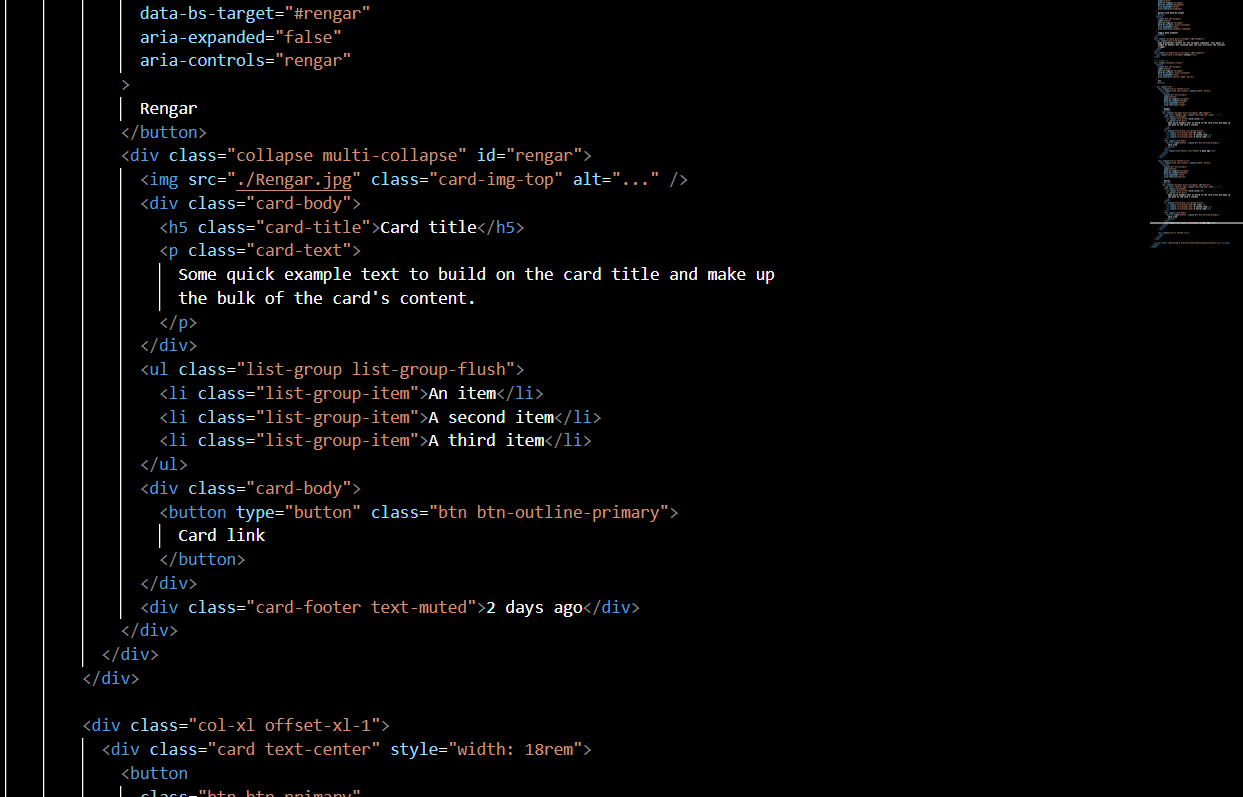 data-bs-target="#rengar"
aria-expanded="false"
aria-controls="rengar"
>
Rengar
</button>
<div class="collapse multi-collapse" id="rengar">
<img src="./Rengar.jpg" class="card-img-top" alt="..." />
<div class="card-body">
<h5 class="card-title">Card title</h5>
<p class="card-text">
Some quick example text to build on the card title and make up
the bulk of the card's content.
</p>
</div>
<ul class="list-group list-group-flush">
<li class="list-group-item">An item</li>
<li class="list-group-item">A second item</li>
<li class="list-group-item">A third item</li>
</ul>
<div class="card-body">
<button type="button" class="btn btn-outline-primary">
Card link
</button>
</div>
<div class="card-footer text-muted">2 days ago</div>
</div>
</div>
</div>
<div class="col-xl offset-xl-1">
<div class="card text-center" style="width: 18rem">
<button
class="btn btn-primary"